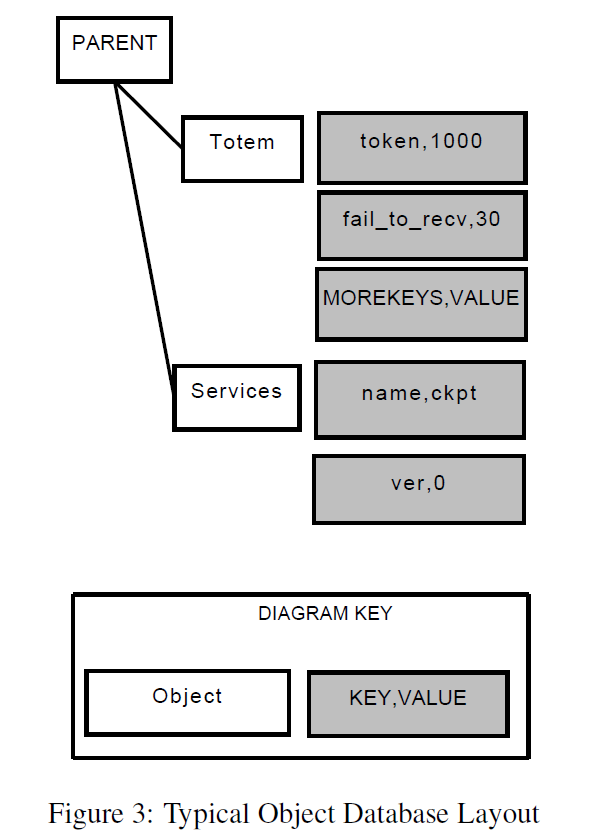 PARENT
Totem
token,1000
fail_to_recv,30
MOREKEYS,VALUE
Services
name,ckpt
ver,0
DIAGRAM KEY
Object
KEY,VALUE
Figure 3: Typical Object Database Layout